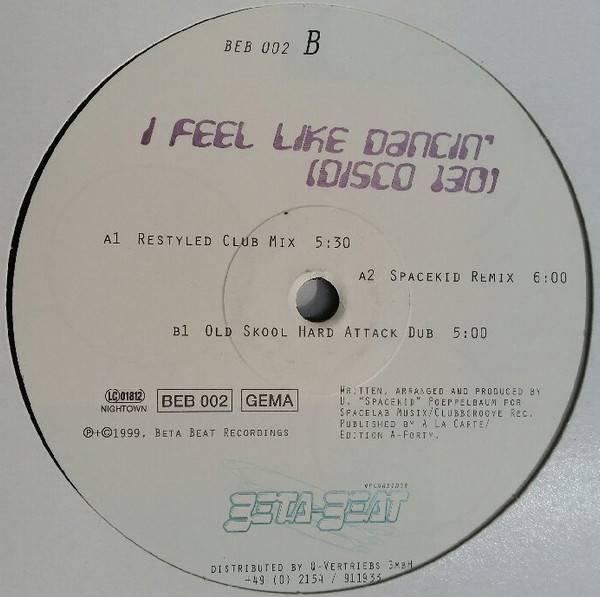 BEB 002 B
I FEEL LIKE DANCIN'
(DISCO 130)
A1 RESTYLED CLUB MIX 5:30
A2 SPACEKID REMIX 6:00
B1 OLD SKOOL HARD ATTACK DUB 5:00
LC 01812
NIGHTOWN
BEB 002
GEMA
WRITTEN, ARRANGED AND PRODUCED BY
U. "SPACEKID" POEPPELBAUM FOR
SPACELAB MUSIX/CLUBBGROOVE REC.
PUBLISHED BY A LA CARTE/
EDITION A-FORTY.
℗+©1999, BETA BEAT RECORDINGS
RECORDINGS
BETA-BEAT
DISTRIBUTED BY Q-VERTRIEBS GMBH
+49 (0) 2154 / 911933